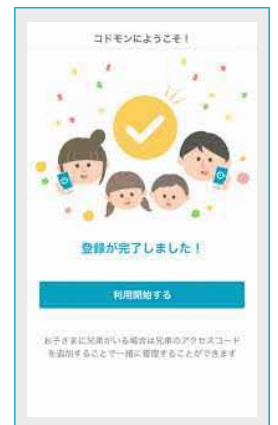 コドモンにようこそ！
登録が完了しました！
利用開始する
お子さまに兄弟がいる場合は兄弟のアクセスコード
を追加することで一緒に管理することができます